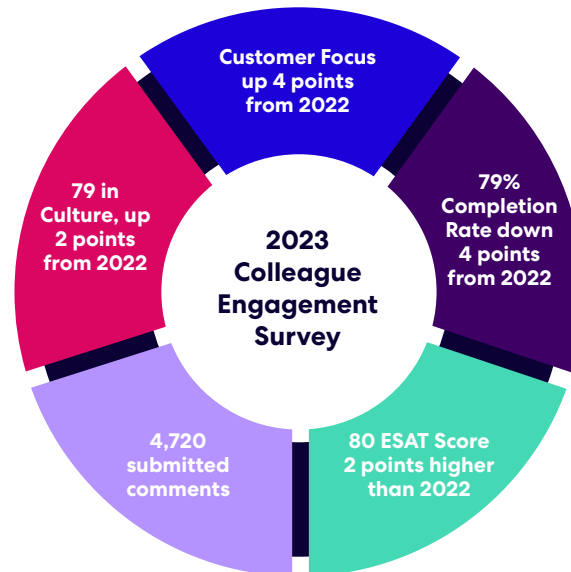 Customer Focus
up 4 points
from 2022
79%
Completion
Rate down
4 points
from 2022
80 ESAT Score
2 points higher
than 2022
4,720
submitted
comments
79 in
Culture, up
2 points
from 2022
2023
Colleague
Engagement
Survey